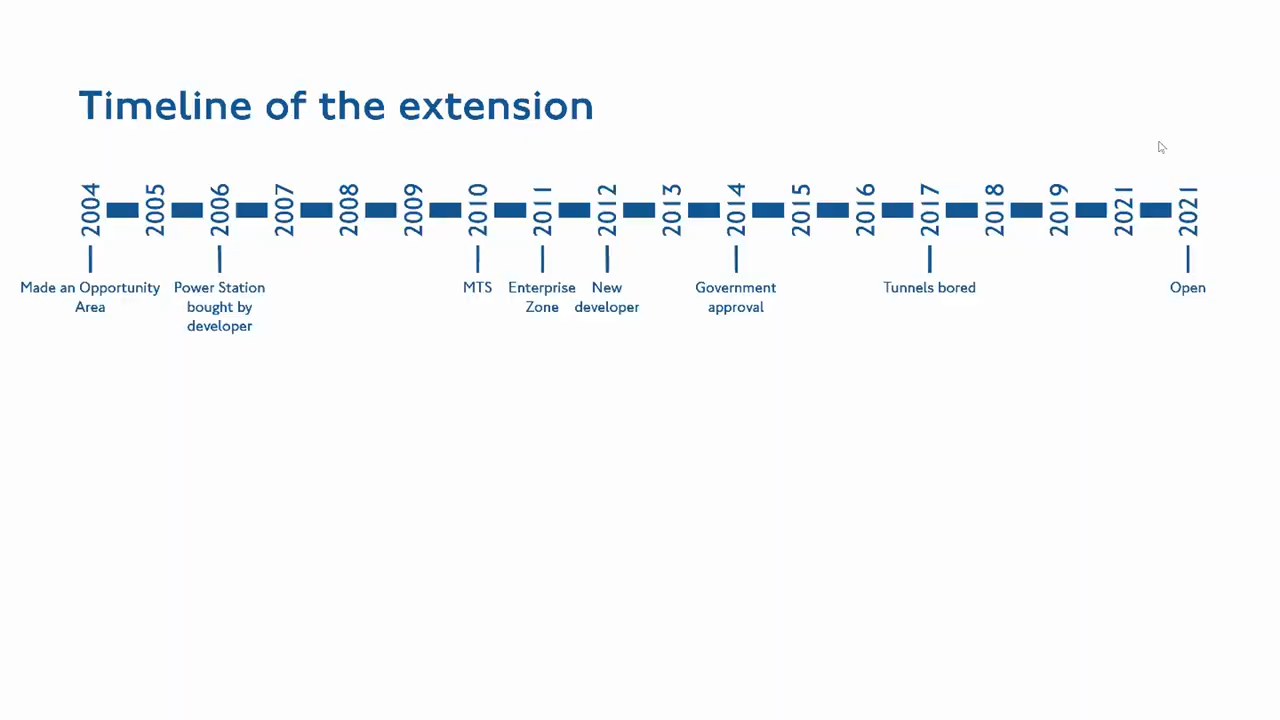 Timeline of the extension
2004 2005 2006 2007 2008 2009 2010 2011 2012 2013 2014 2015 2016 2017 2018 2019 2021 2021
Made an Opportunity
Area
Power Station
bought by
developer
MTS
Enterprise
Zone
New
developer
Government
approval
Tunnels bored
Open